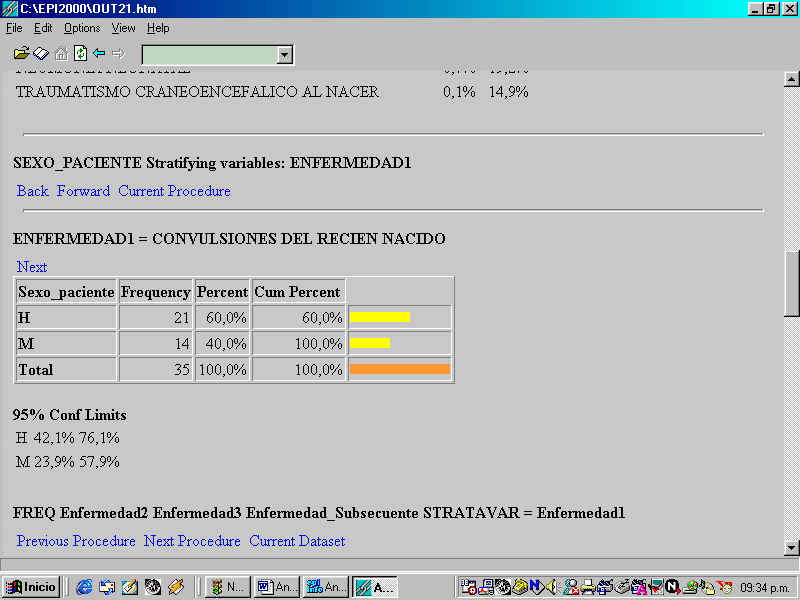 C:\EPI2000\OUT21.htm
File Edit Options View Help
TRAUMATISMO CRANEOENCEFALICO AL NACER 0,1% 14,9%
SEXO_PACIENTE Stratifying variables: ENFERMEDAD1
Back Forward Current Procedure
ENFERMEDAD1 = CONVULSIONES DEL RECIEN NACIDO
Next
Sexo_paciente Frequency Percent Cum Percent
H 21 60,0% 60,0%
M 14 40,0% 100,0%
Total 35 100,0% 100,0%
95% Conf Limits
H 42,1% 76,1%
M 23,9% 57,9%
FREQ Enfermedad2 Enfermedad3 Enfermedad_Subsecuente STRATAVAR = Enfermedad1
Previous Procedure Next Procedure Current Dataset
Inicio N... An... An... A... 09:34 p.m.